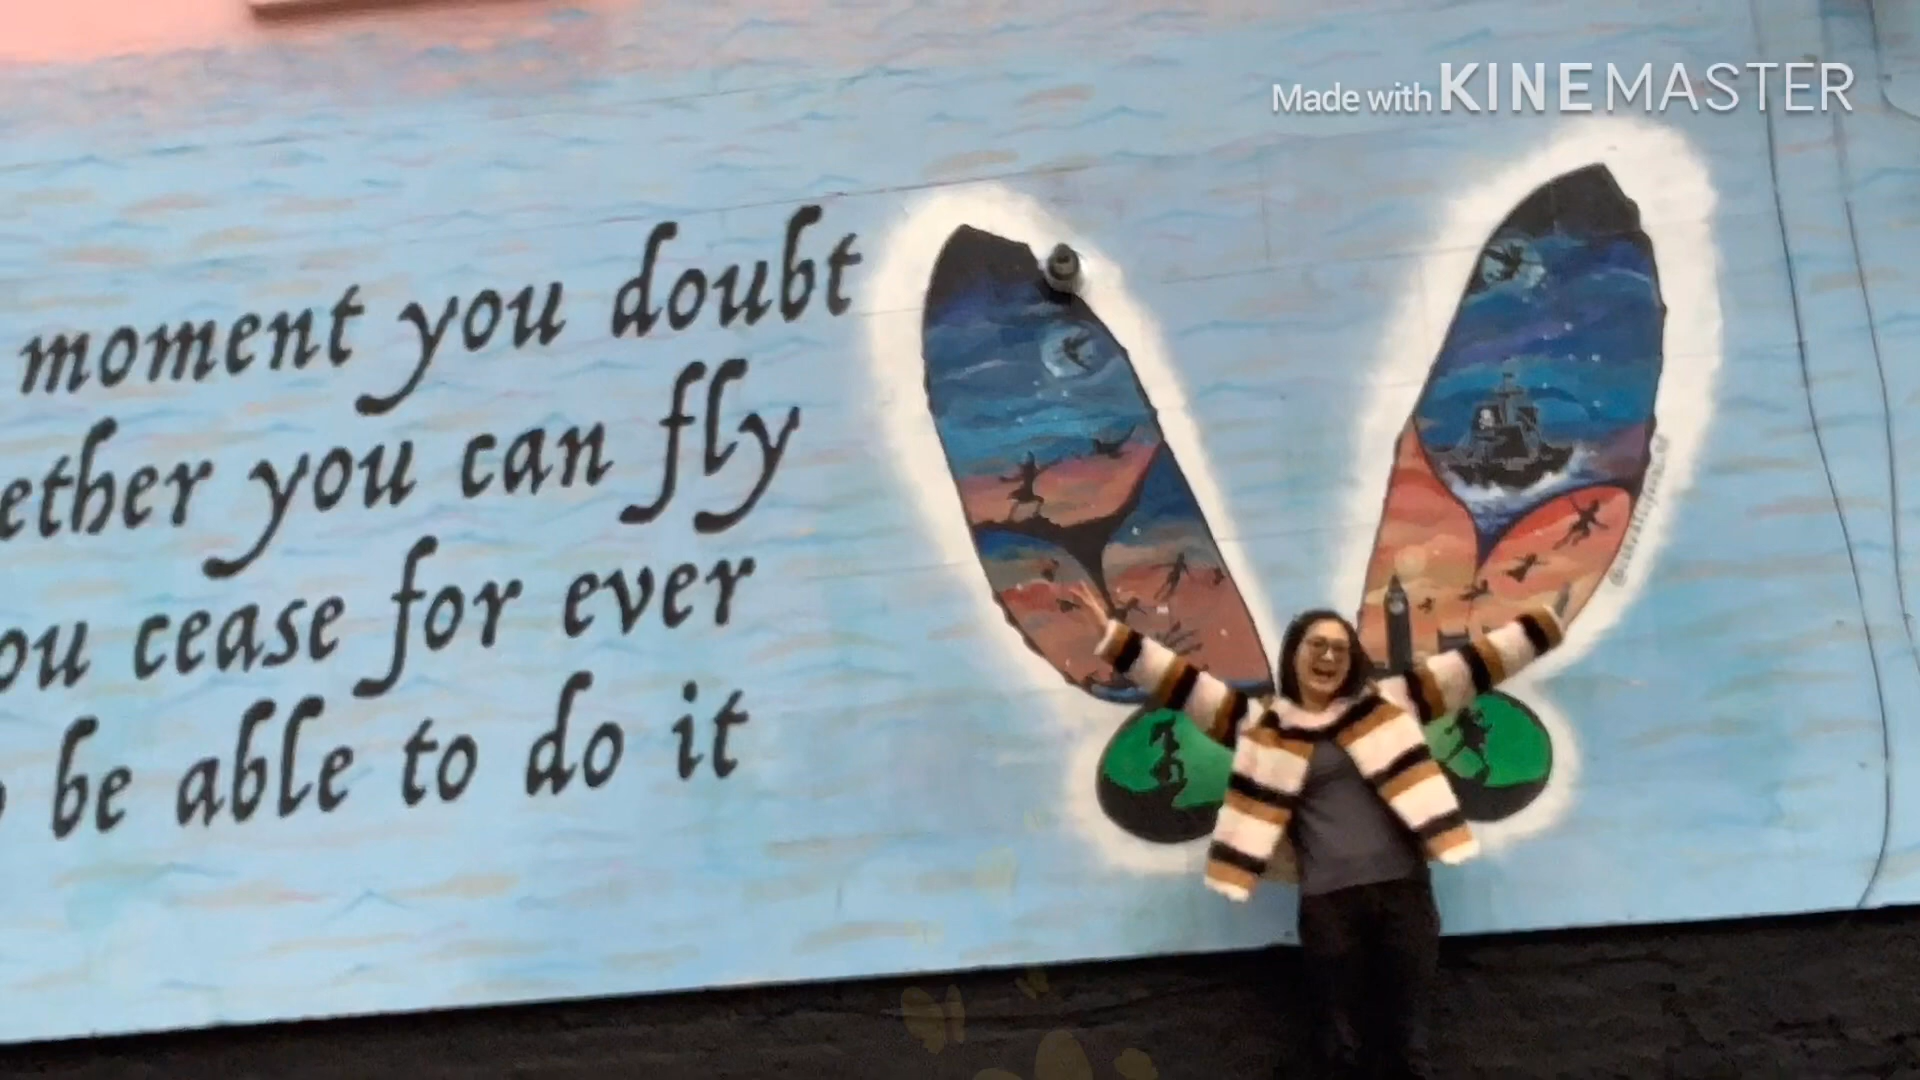 Made with KINEMASTER
moment you doubt
ether you can fly
ou cease for ever
be able to do it